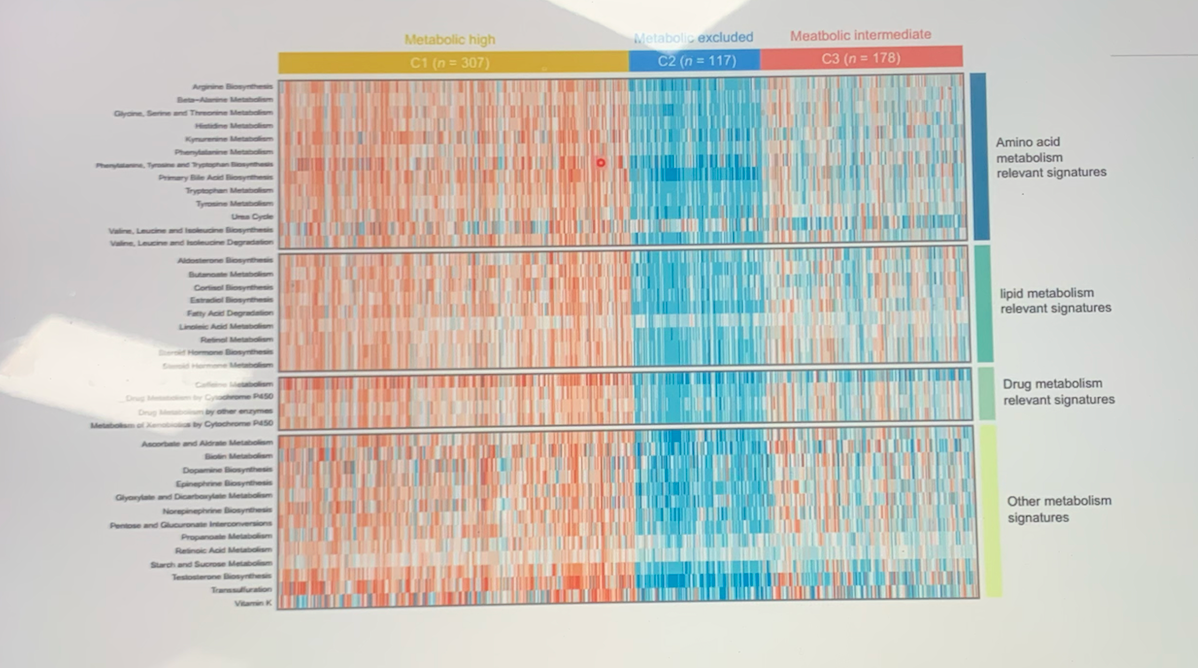 Metabolic high
Metabolic excluded
Meatbolic intermediate
C1 (n = 307)
C2 (n = 117)
C3 (n = 178)
Arginine Biosynthesis
Beta-Alanine Metabolism
Glycine, Serine and Threonine Metabolism
Histidine Metabolism
Kynurenine Metabolism
Phenylalanine Metabolism
Phenylalanine, Tyrosine and Tryptophan Biosynthesis
Primary Bile Acid Biosynthesis
Tryptophan Metabolism
Tyrosine Metabolism
Urea Cycle
Valine, Leucine and Isoleucine Biosynthesis
Valine, Leucine and Isoleucine Degradation
Amino acid
metabolism
relevant signatures
Aldosterone Biosynthesis
Butanoate Metabolism
Cortisol Biosynthesis
Estradiol Biosynthesis
Fatty Acid Degradation
Linoleic Acid Metabolism
Retinol Metabolism
Steroid Hormone Biosynthesis
Steroid Hormone Metabolism
lipid metabolism
relevant signatures
Caffeine Metabolism
Drug Metabolism by Cytochrome P450
Drug Metabolism by other enzymes
Metabolism of Xenobiotics by Cytochrome P450
Drug metabolism
relevant signatures
Ascorbate and Aldrate Metabolism
Biotin Metabolism
Dopamine Biosynthesis
Epinephrine Biosynthesis
Glyoxylate and Dicarboxylate Metabolism
Norepinephrine Biosynthesis
Pentose and Glucuronate Interconversions
Propanoate Metabolism
Retinoic Acid Metabolism
Starch and Sucrose Metabolism
Testosterone Biosynthesis
Transsulfuration
Vitamin K
Other metabolism
signatures